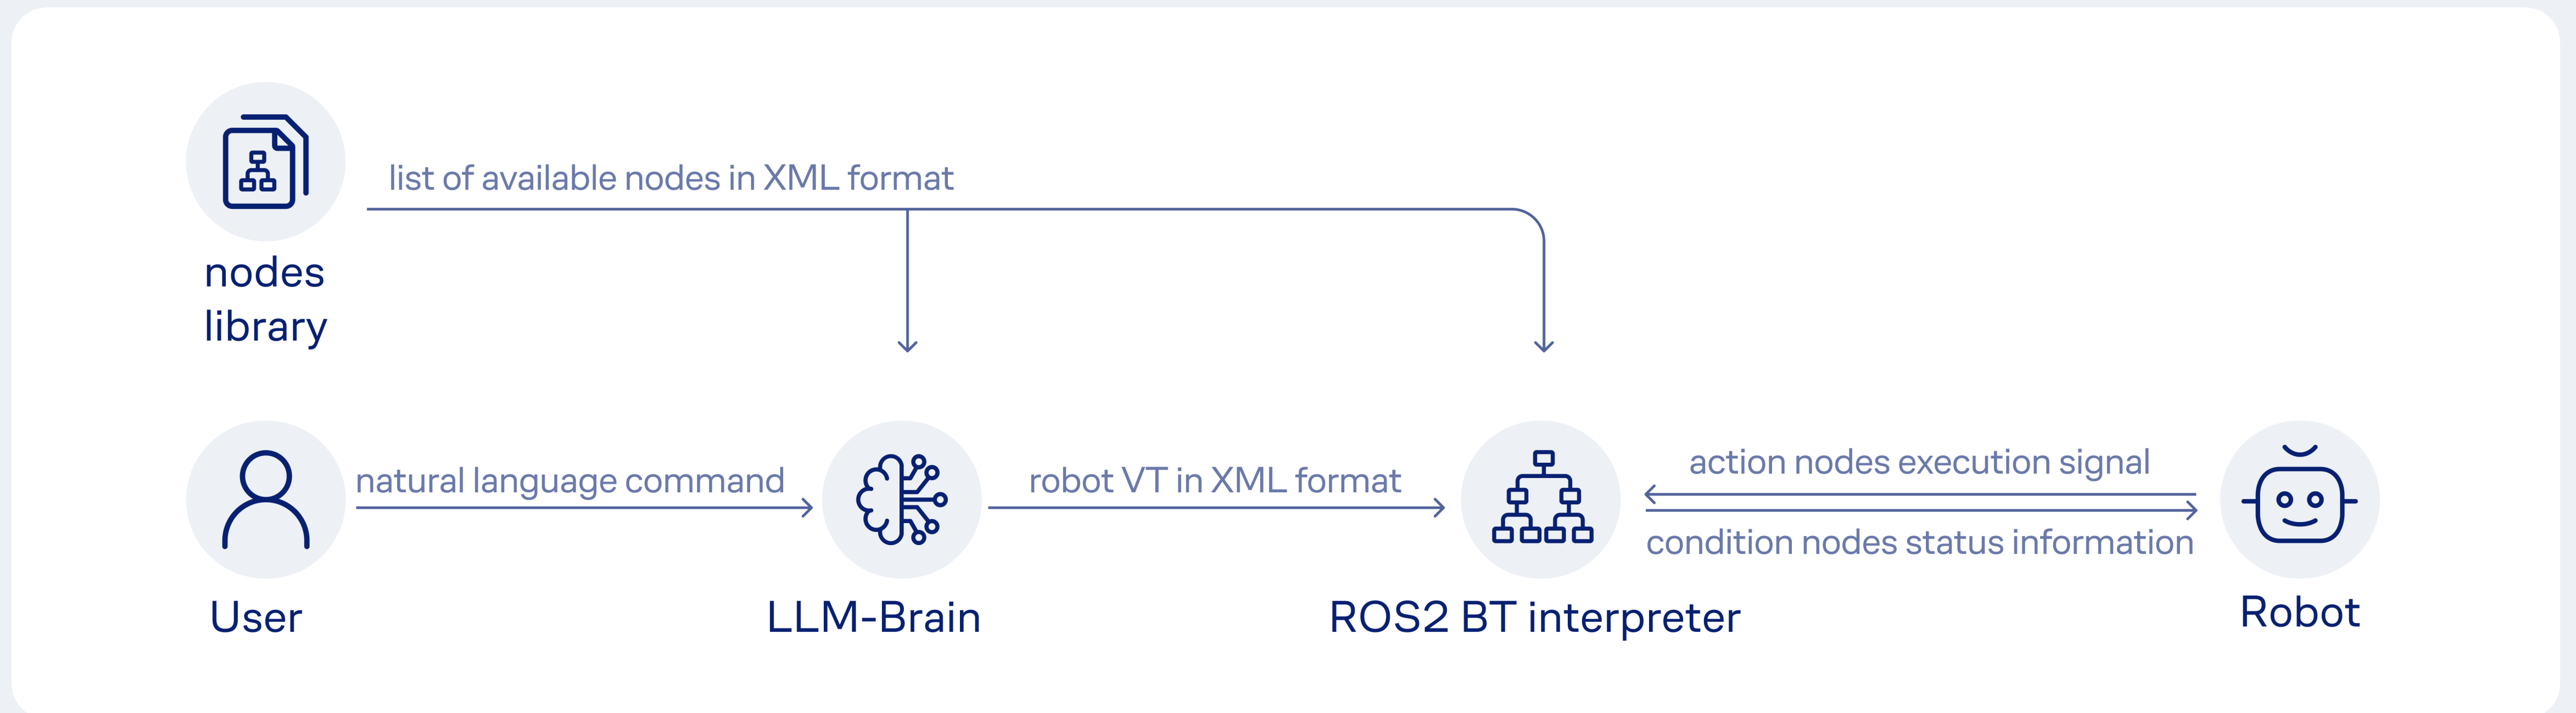 list of available nodes in XML format
nodes
library
natural language command
robot VT in XML format
action nodes execution signal
condition nodes status information
User
LLM-Brain
ROS2 BT interpreter
Robot